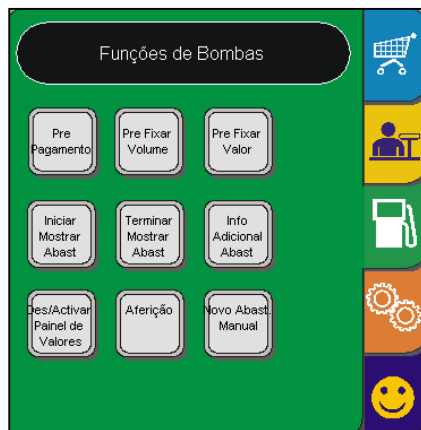 Funções de Bombas
Pre
Pagamento
Pre Fixar
Volume
Pre Fixar
Valor
Iniciar
Mostrar
Abast
Terminar
Mostrar
Abast
Info
Adicional
Abast
Des/Activar
Painel de
Valores
Aferição
Novo Abast.
Manual